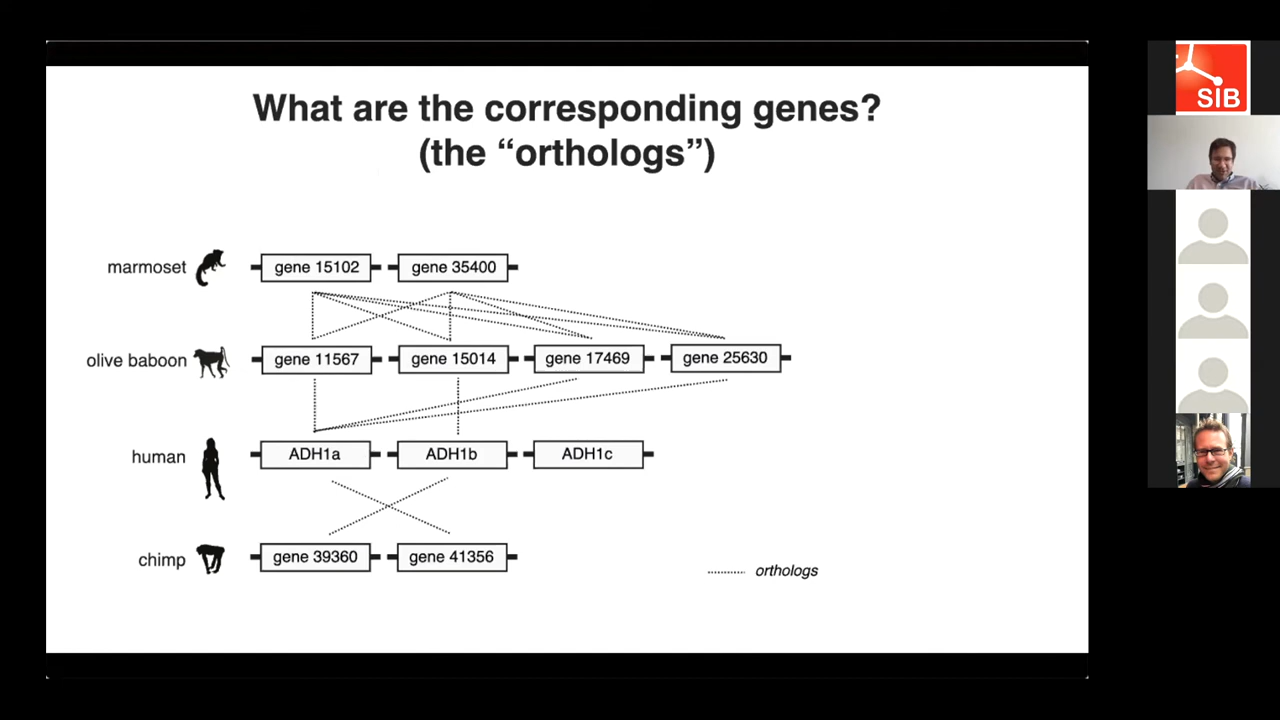 What are the corresponding genes?
(the “orthologs”)
marmoset gene 15102 gene 35400
olive baboon gene 11567 gene 15014 gene 17469 gene 25630
human ADH1a ADH1b ADH1c
chimp gene 39360 gene 41356
orthologs
SIB